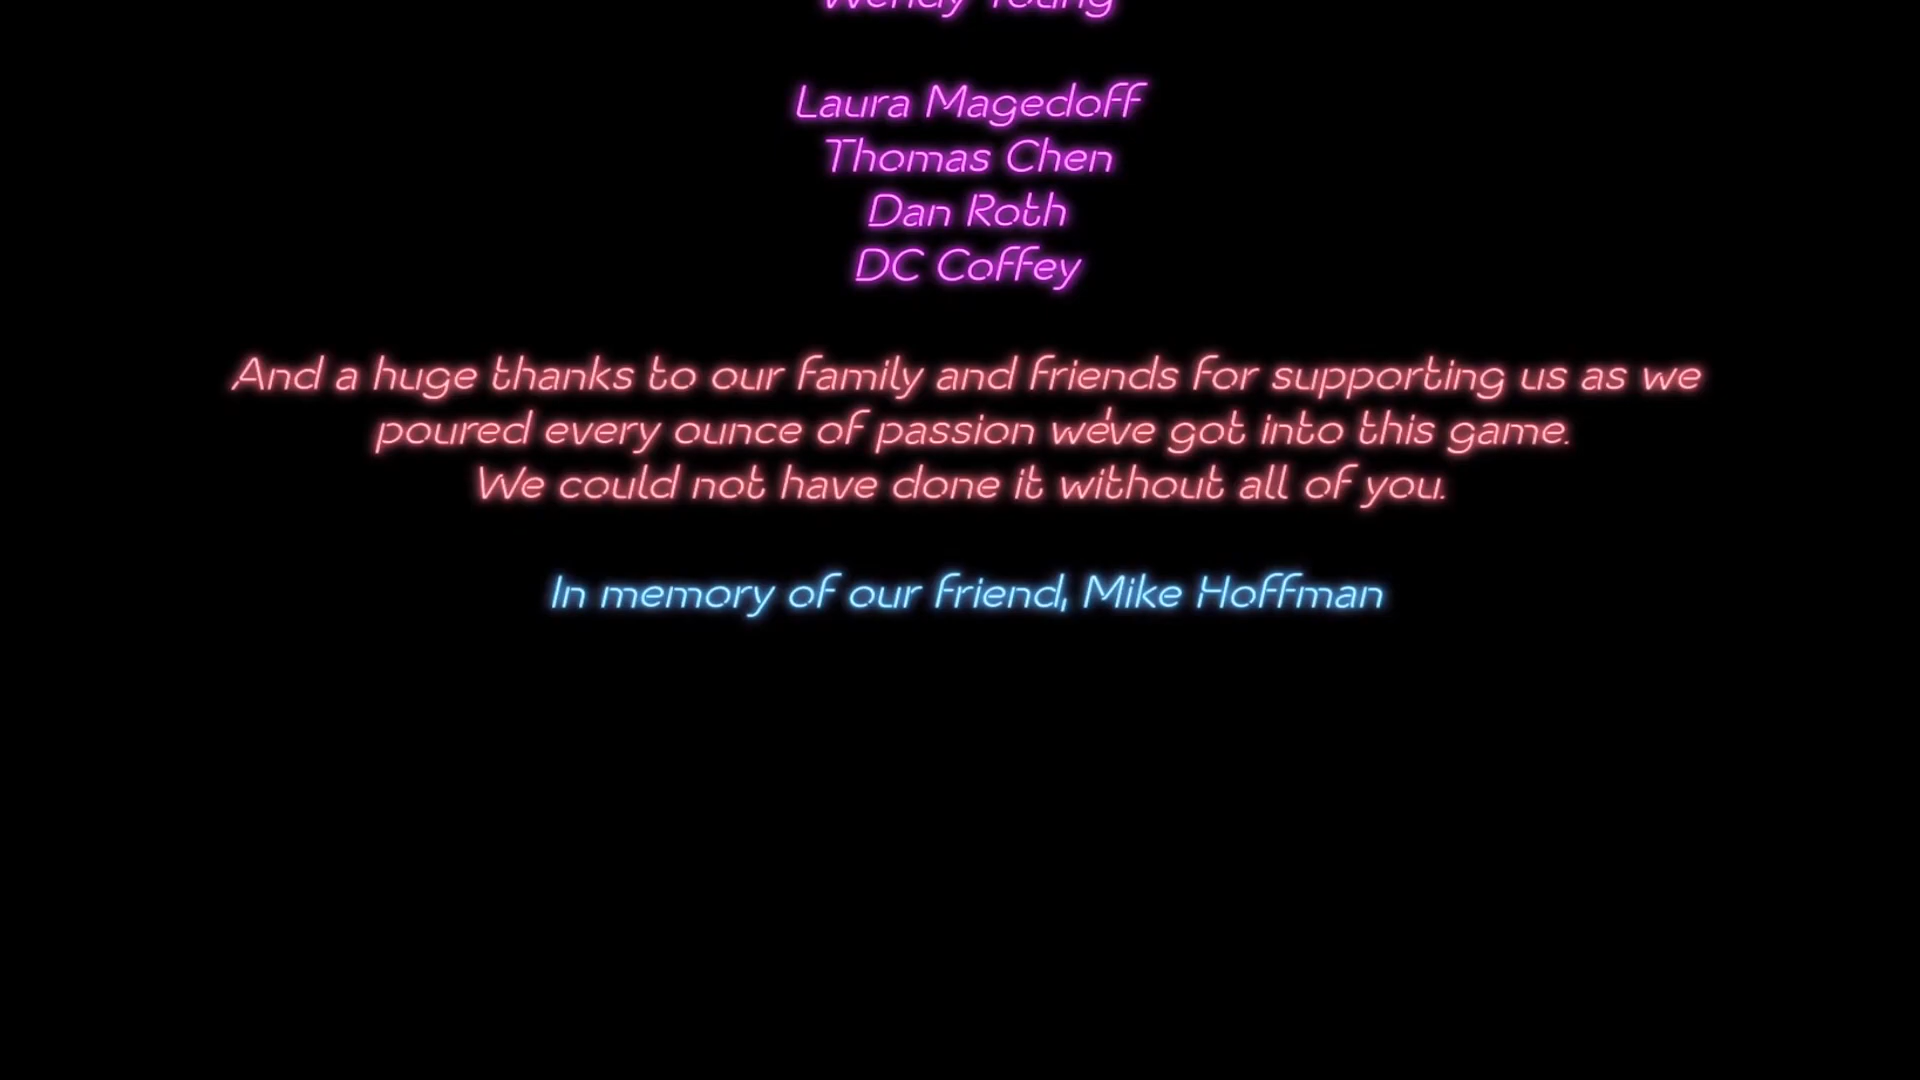 Wendy Young
Laura Magedoff
Thomas Chen
Dan Roth
DC Coffey
And a huge thanks to our family and friends for supporting us as we
poured every ounce of passion we've got into this game.
We could not have done it without all of you.
In memory of our friend, Mike Hoffman